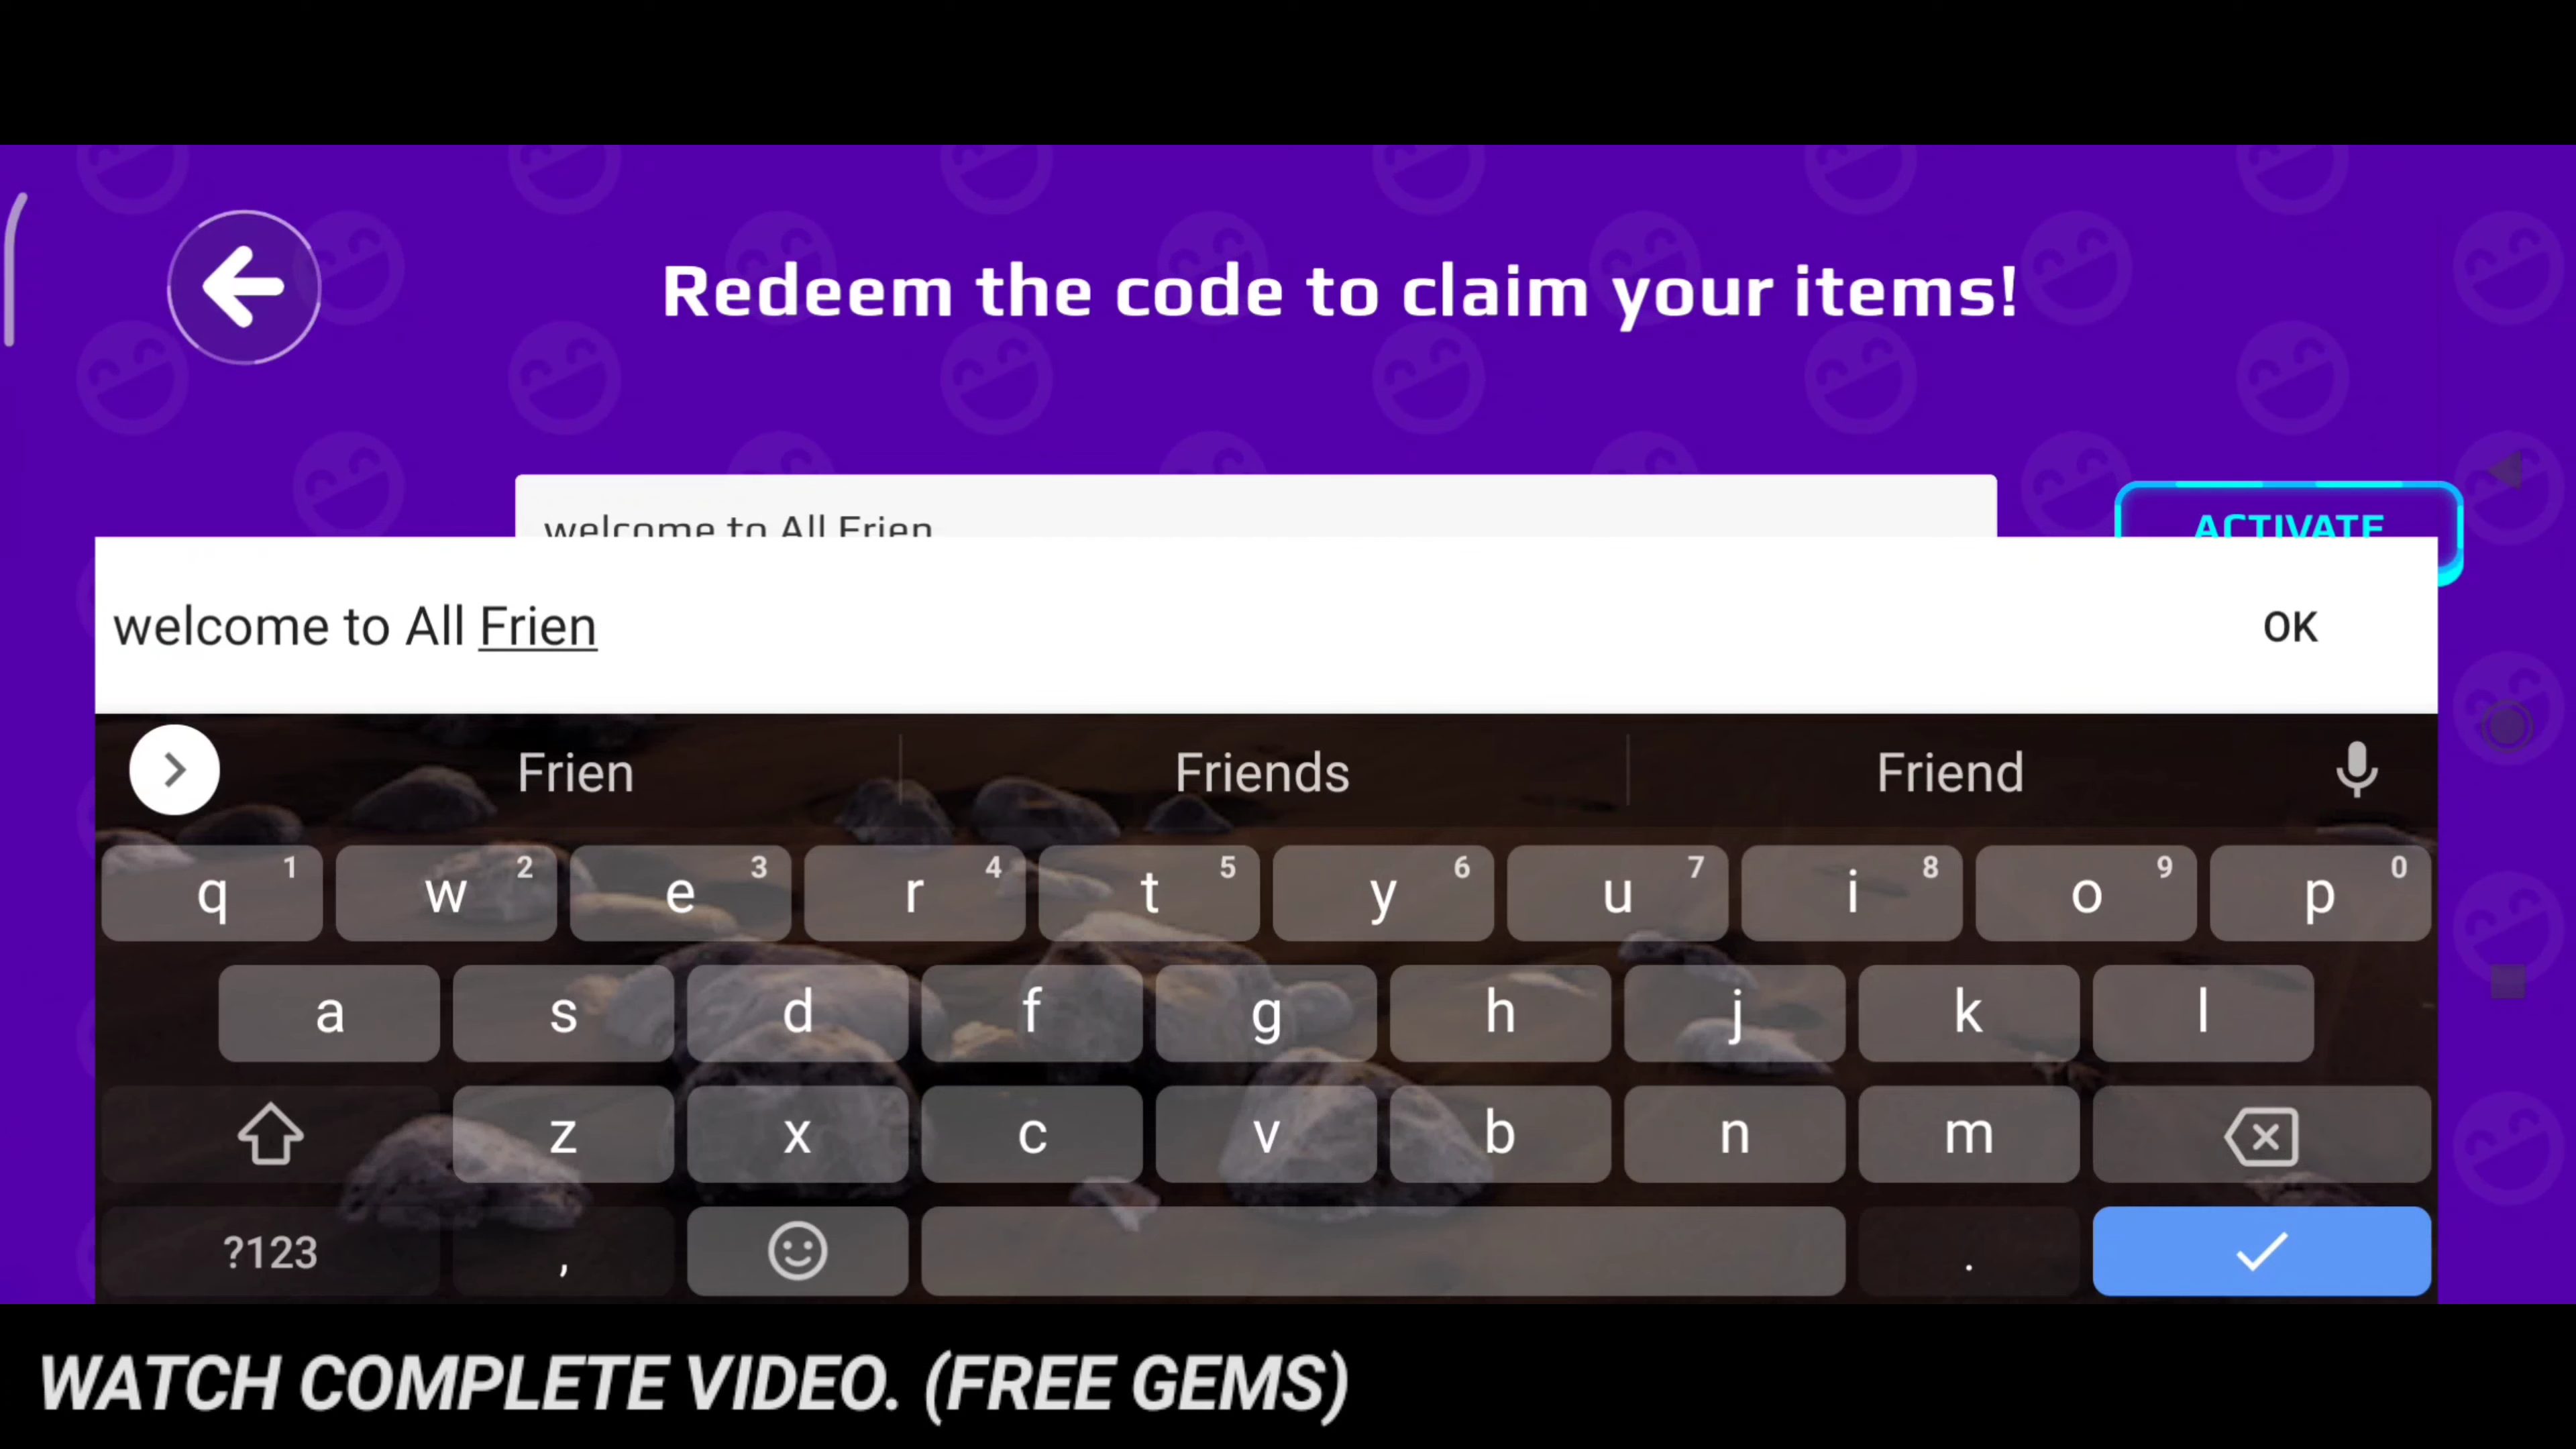 Redeem the code to claim your items!
welcome to All Frien
ACTIVATE
welcome to All Frien
OK
Frien Friends Friend
q 1 w 2 e 3 r 4 t 5 y 6 u 7 i 8 o 9 p 0
a s d f g h j k l
z x c v b n m
?123 , .
WATCH COMPLETE VIDEO. (FREE GEMS)